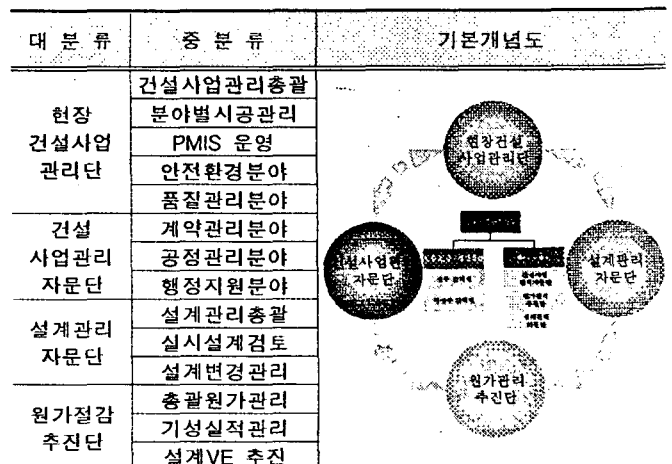 대 분 류 중 분 류 기본개념도
현장
건설사업
관리단
건설사업관리총괄
분야별시공관리
PMIS 운영
안전환경분야
품질관리분야
건설
사업관리
자문단
계약관리분야
공정관리분야
행정지원분야
설계관리
자문단
설계관리총괄
실시설계검토
설계변경관리
원가절감
추진단
총괄원가관리
기성실적관리
설계VE 추진
현장건설
사업관리단
건설사업관
자문단
설계관리
자문단
원가관리
추진단